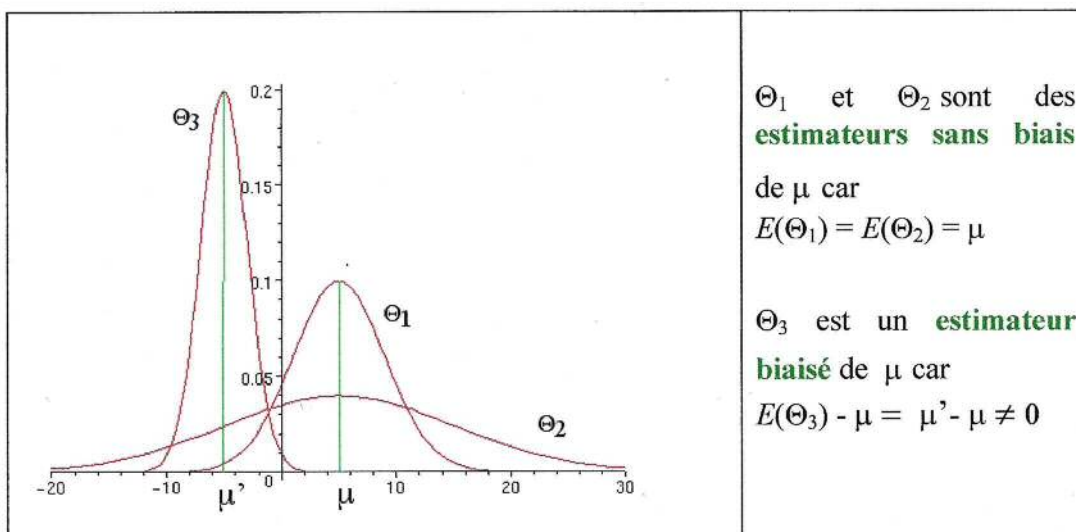 Θ3
0.2
0.15
0.1
Θ1
0.05
Θ2
-20 -10 0 10 20 30
μ' μ
Θ1 et Θ2 sont des
estimateurs sans biais
de μ car
E(Θ1) = E(Θ2) = μ
Θ3 est un estimateur
biaisé de μ car
E(Θ3) - μ = μ' - μ ≠ 0